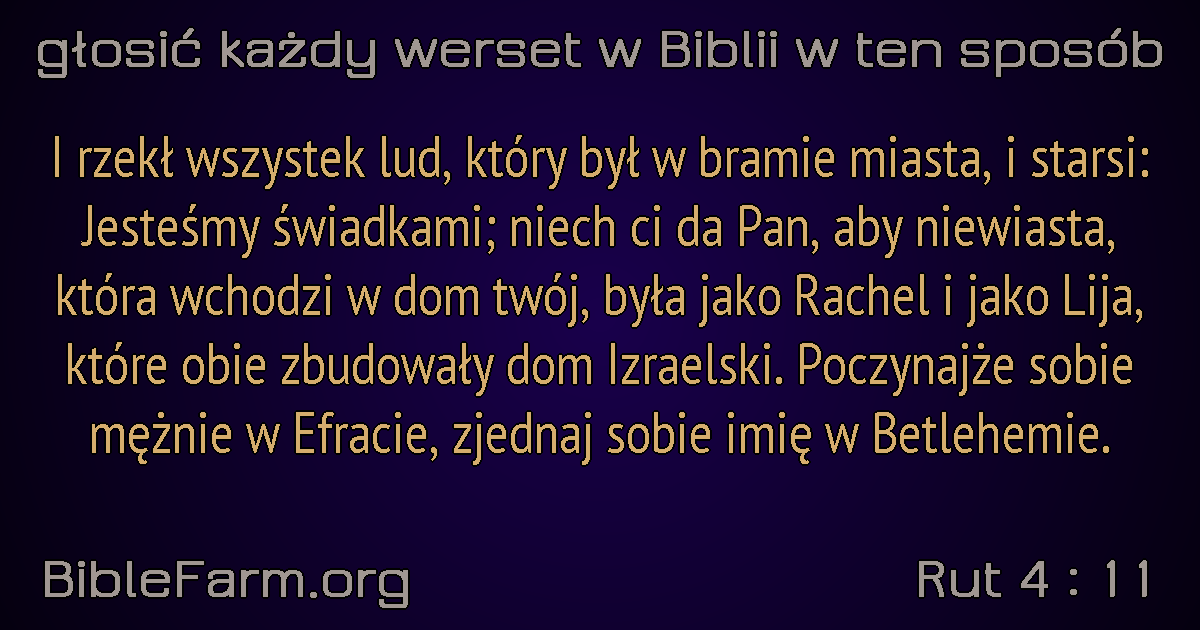 głosić każdy werset w Biblii w ten sposób
I rzekł wszystek lud, który był w bramie miasta, i starsi:
Jesteśmy świadkami; niech ci da Pan, aby niewiasta,
która wchodzi w dom twój, była jako Rachel i jako Lija,
które obie zbudowały dom Izraelski. Poczynajże sobie
mężnie w Efracie, zjednaj sobie imię w Betlehemie.
BibleFarm.org
Rut 4 : 11